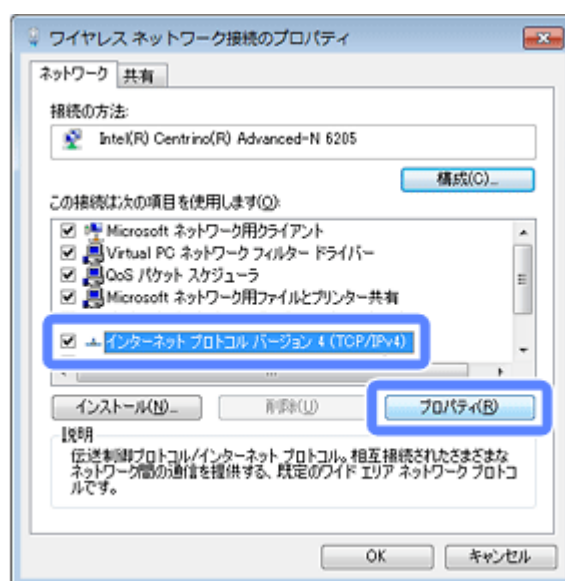 ワイヤレス ネットワーク接続のプロパティ
ネットワーク 共有
接続の方法:
Intel(R) Centrino(R) Advanced-N 6205
構成(C)...
この接続は次の項目を使用します(O):
Microsoft ネットワーク用クライアント
Virtual PC ネットワーク フィルター ドライバー
QoS パケット スケジューラ
Microsoft ネットワーク用ファイルとプリンター共有
インターネット プロトコル バージョン 4 (TCP/IPv4)
インストール(N)... 削除(U) プロパティ(R)
説明
伝送制御プロトコル/インターネット プロトコル。相互接続されたさまざまな
ネットワーク間の通信を提供する、既定のワイド エリア ネットワーク プロトコ
ルです。
OK キャンセル